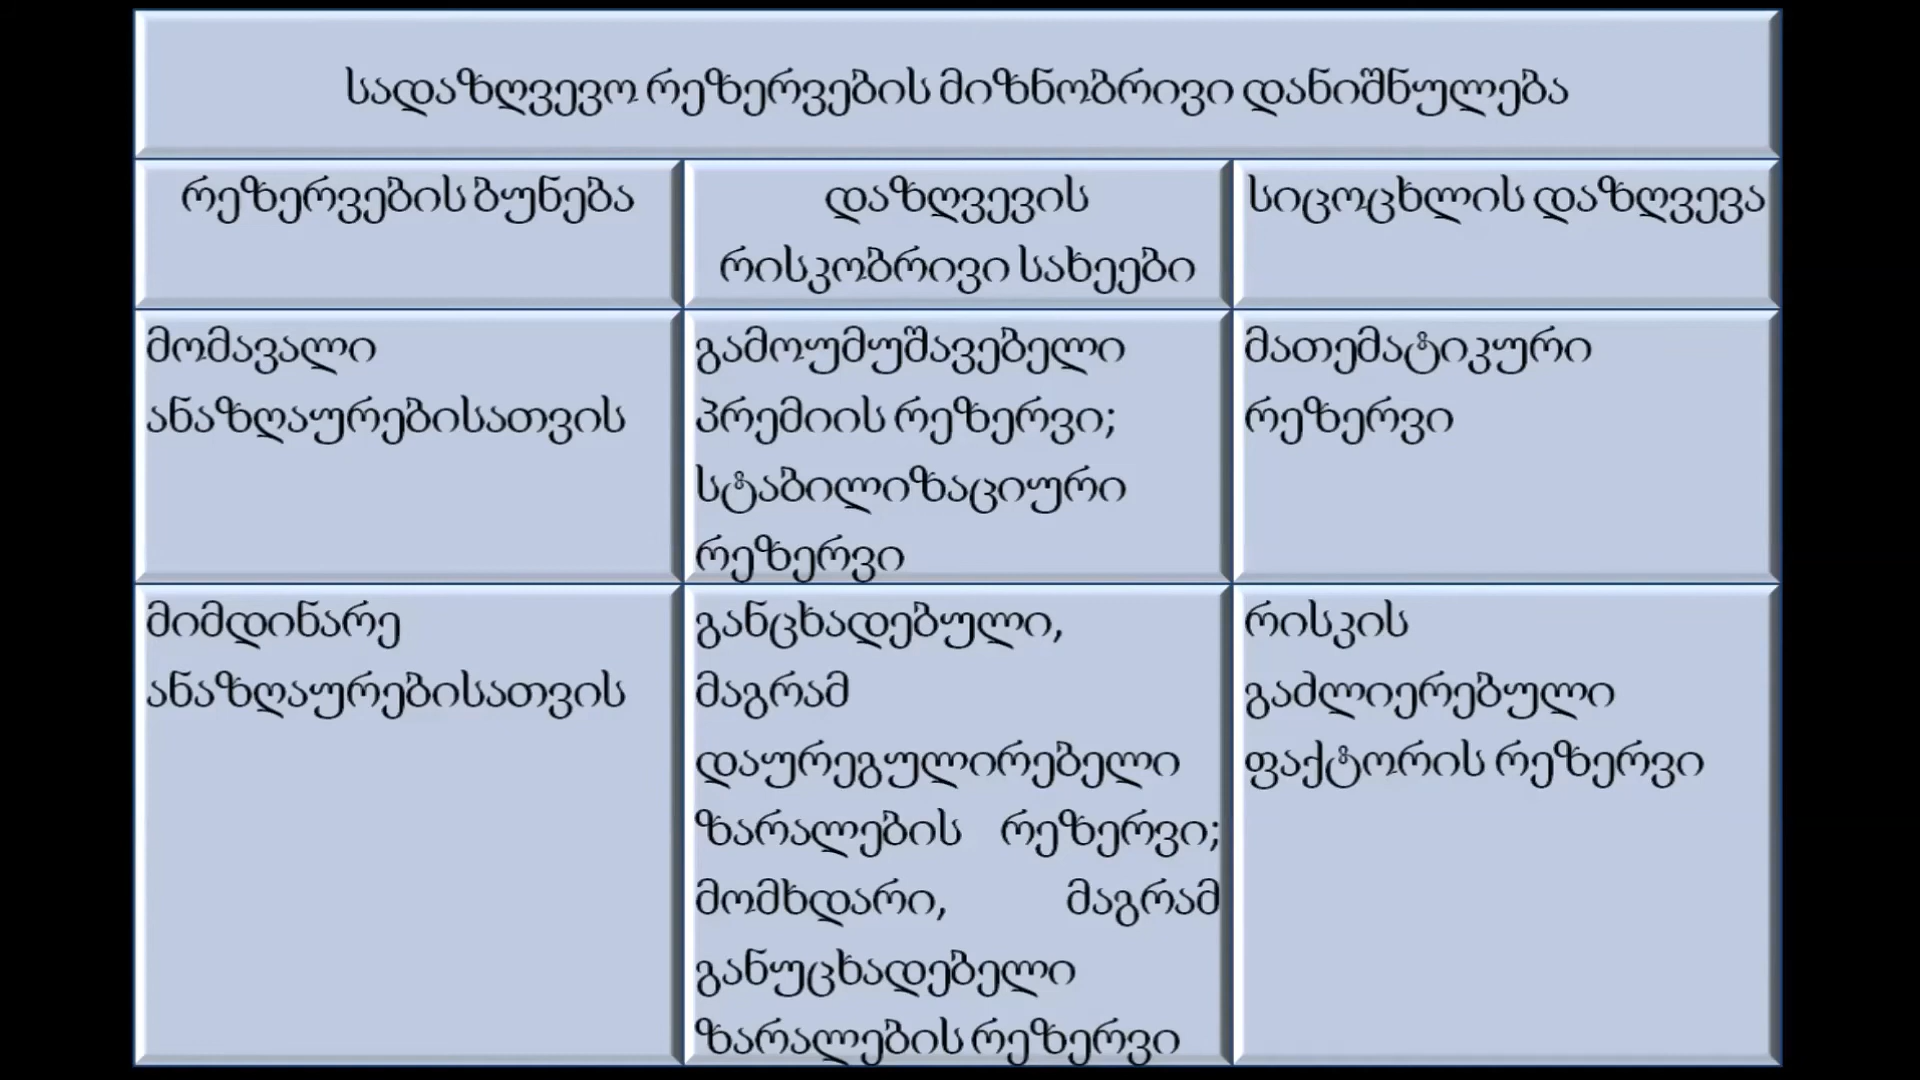 სადაზღვევო რეზერვების მიზნობრივი დანიშნულება
რეზერვების ბუნება
დაზღვევის
რისკობრივი სახეები
სიცოცხლის დაზღვევა
მომავალი
ანაზღაურებისათვის
გამოუმუშავებელი
პრემიის რეზერვი;
სტაბილიზაციური
რეზერვი
მათემატიკური
რეზერვი
მიმდინარე
ანაზღაურებისათვის
განცხადებული,
მაგრამ
დაურეგულირებელი
ზარალების რეზერვი;
მომხდარი, მაგრამ
განუცხადებელი
ზარალების რეზერვი
რისკის
გაძლიერებული
ფაქტორის რეზერვი